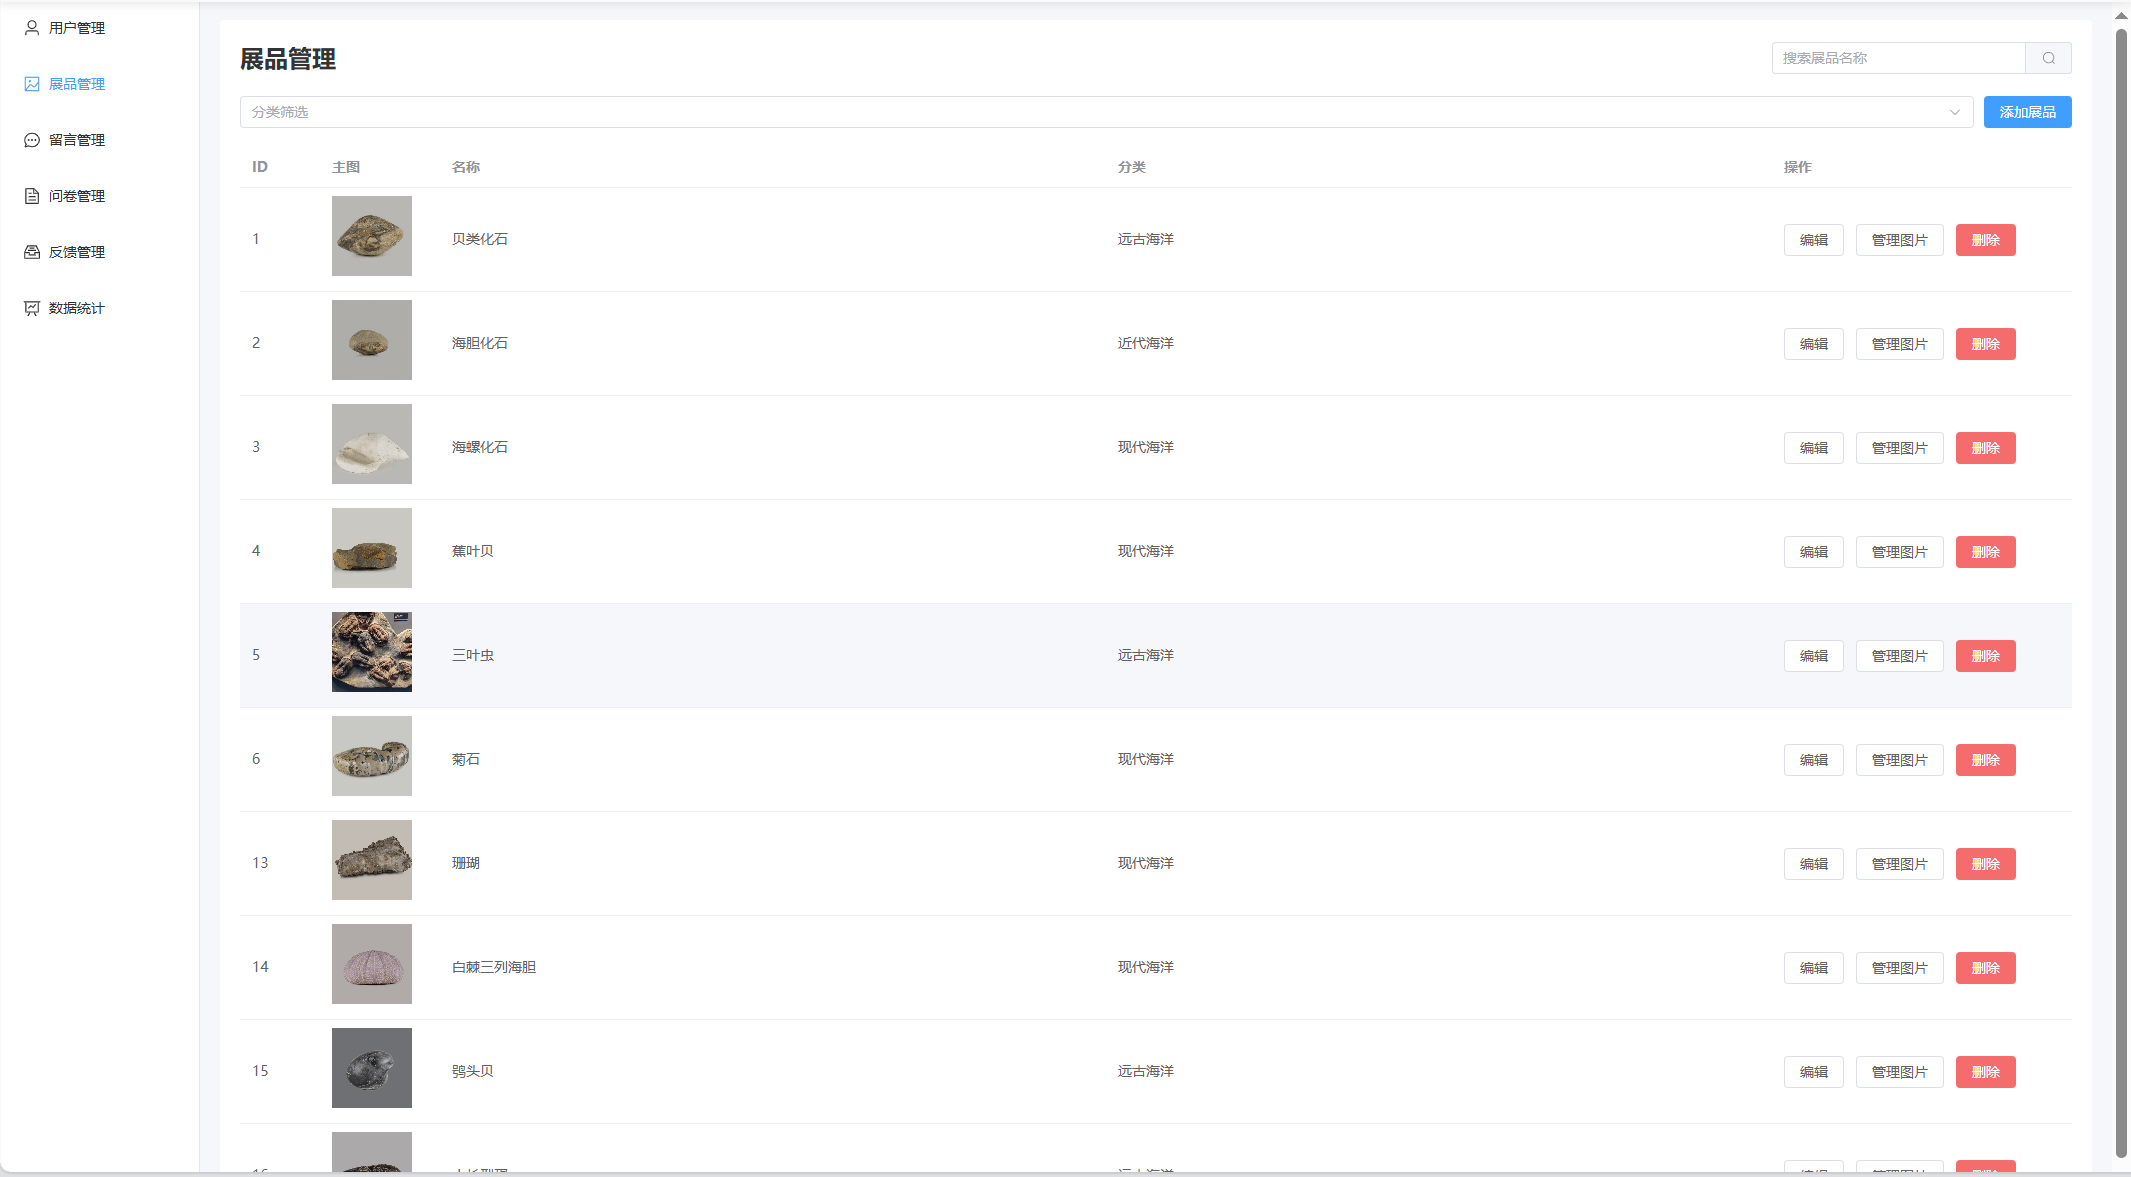 用户管理
展品管理
留言管理
问卷管理
反馈管理
数据统计
展品管理
搜索展品名称
分类筛选
添加展品
ID 主图 名称 分类 操作
1 贝类化石 远古海洋 编辑 管理图片 删除
2 海胆化石 近代海洋 编辑 管理图片 删除
3 海螺化石 现代海洋 编辑 管理图片 删除
4 蕉叶贝 现代海洋 编辑 管理图片 删除
5 三叶虫 远古海洋 编辑 管理图片 删除
6 菊石 现代海洋 编辑 管理图片 删除
13 珊瑚 现代海洋 编辑 管理图片 删除
14 白棘三列海胆 现代海洋 编辑 管理图片 删除
15 鸮头贝 远古海洋 编辑 管理图片 删除